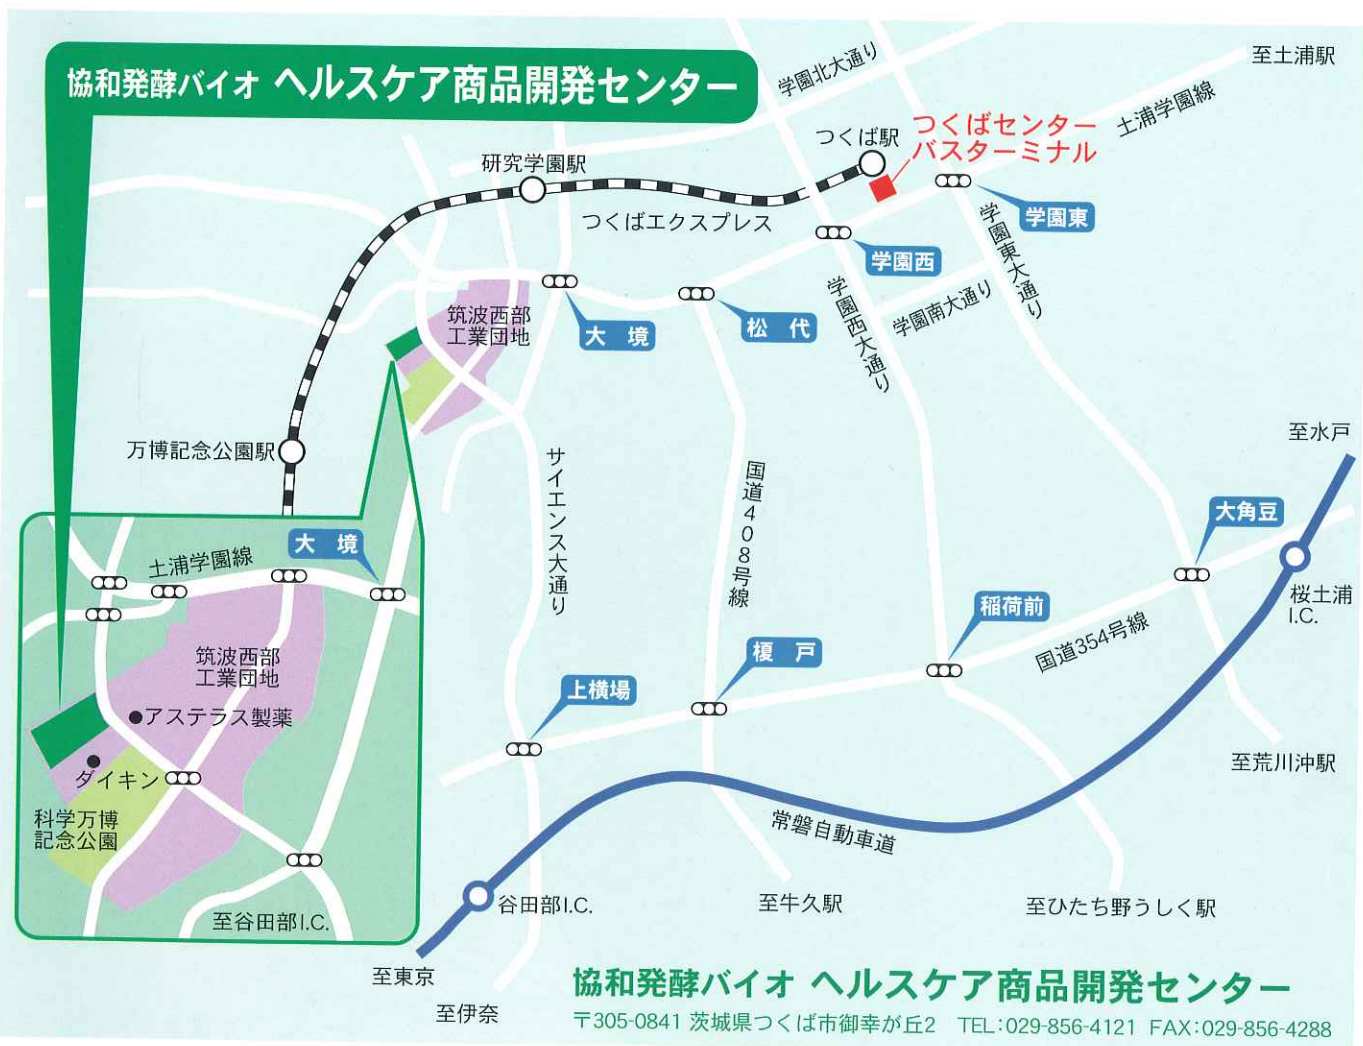 協和発酵バイオ ヘルスケア商品開発センター
学園北大通り
至土浦駅
土浦学園線
つくば駅
つくばセンター
バスターミナル
研究学園駅
つくばエクスプレス
学園東
学園西
学園東大通り
学園西大通り
学園南大通り
筑波西部
工業団地
大 境
松 代
万博記念公園駅
サイエンス大通り
国道408号線
至水戸
大角豆
桜土浦
I.C.
稲荷前
国道354号線
榎 戸
上横場
至荒川沖駅
常磐自動車道
谷田部I.C.
至牛久駅
至ひたち野うしく駅
至東京
至伊奈
大 境
土浦学園線
筑波西部
工業団地
アステラス製薬
ダイキン
科学万博
記念公園
至谷田部I.C.
協和発酵バイオ ヘルスケア商品開発センター
〒305-0841 茨城県つくば市御幸が丘2 TEL:029-856-4121 FAX:029-856-4288